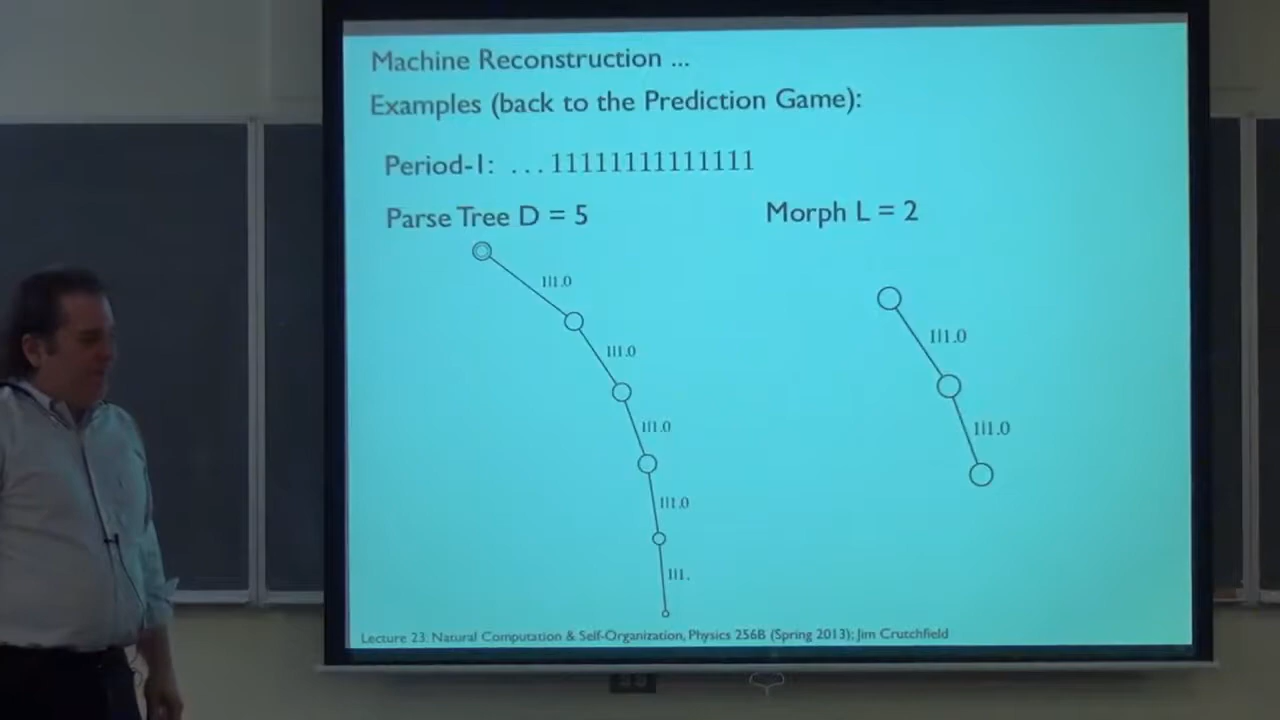 Machine Reconstruction ...
Examples (back to the Prediction Game):
Period-1: ...11111111111111
Parse Tree D = 5
Morph L = 2
1|1.0
1|1.0
1|1.0
1|1.0
1|1.
1|1.0
1|1.0
Lecture 23: Natural Computation & Self-Organization, Physics 256B (Spring 2013); Jim Crutchfield